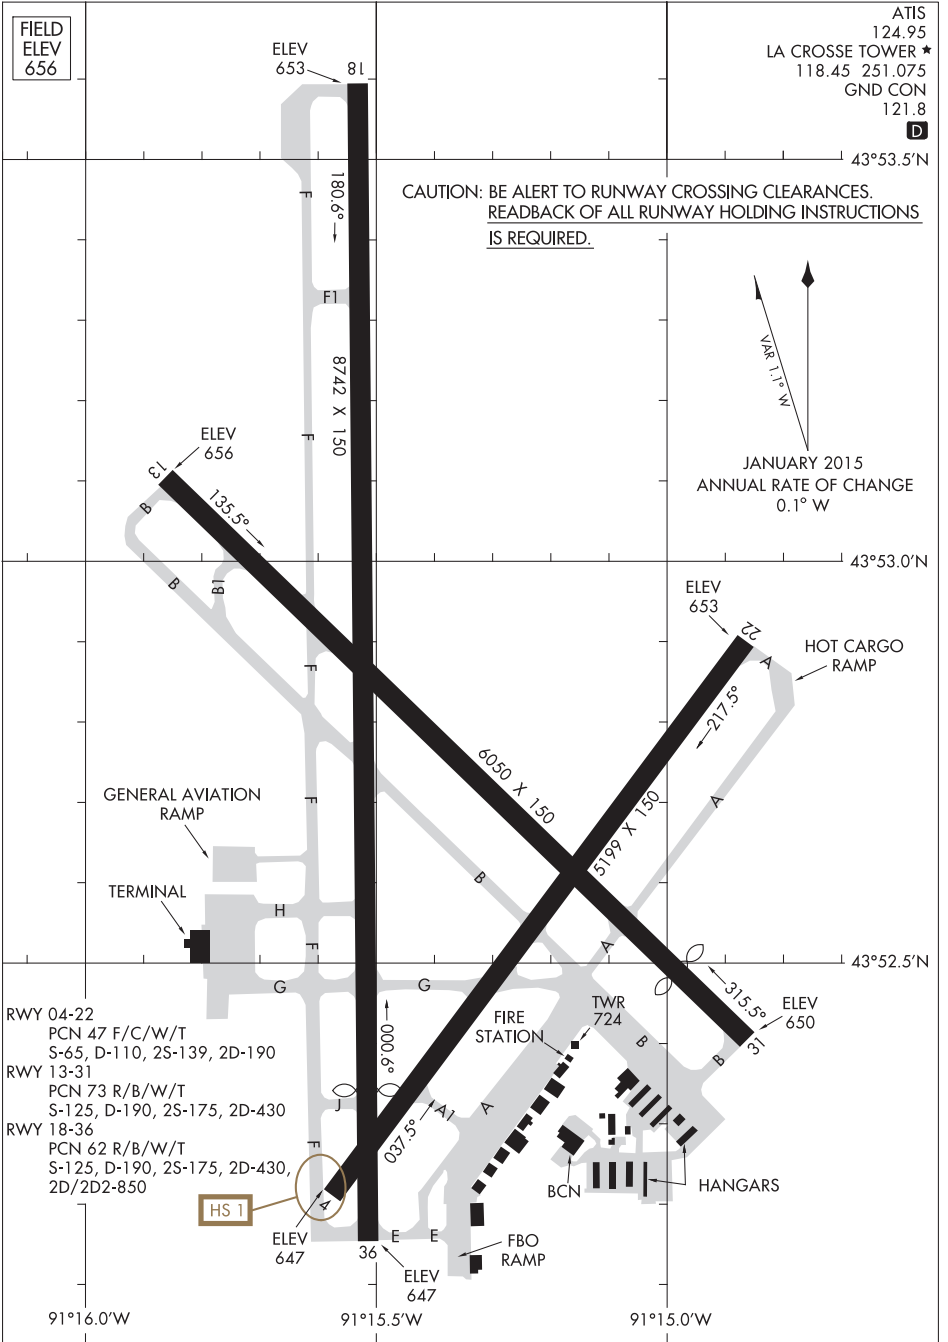 FIELD
ELEV
656
ATIS
124.95
LA CROSSE TOWER ★
118.45 251.075
GND CON
121.8
D
ELEV
653
18
43°53.5'N
CAUTION: BE ALERT TO RUNWAY CROSSING CLEARANCES.
READBACK OF ALL RUNWAY HOLDING INSTRUCTIONS
IS REQUIRED.
F
180.6°
F1
VAR 1.1° W
8742 X 150
F
JANUARY 2015
ANNUAL RATE OF CHANGE
0.1° W
ELEV
656
13
B
135.5°
43°53.0'N
B
B1
ELEV
653
22
A
HOT CARGO
RAMP
F
217.5°
6050 X 150
A
F
5199 X 150
GENERAL AVIATION
RAMP
B
TERMINAL
H
F
A
43°52.5'N
G
G
315.5°
ELEV
650
31
RWY 04-22
PCN 47 F/C/W/T
S-65, D-110, 2S-139, 2D-190
RWY 13-31
PCN 73 R/B/W/T
S-125, D-190, 2S-175, 2D-430
RWY 18-36
PCN 62 R/B/W/T
S-125, D-190, 2S-175, 2D-430,
2D/2D2-850
000.6°
FIRE
STATION
TWR
724
B
B
J
A1
A
037.5°
F
BCN
HANGARS
HS 1
4
ELEV
647
36
E
E
FBO
RAMP
ELEV
647
91°16.0'W
91°15.5'W
91°15.0'W